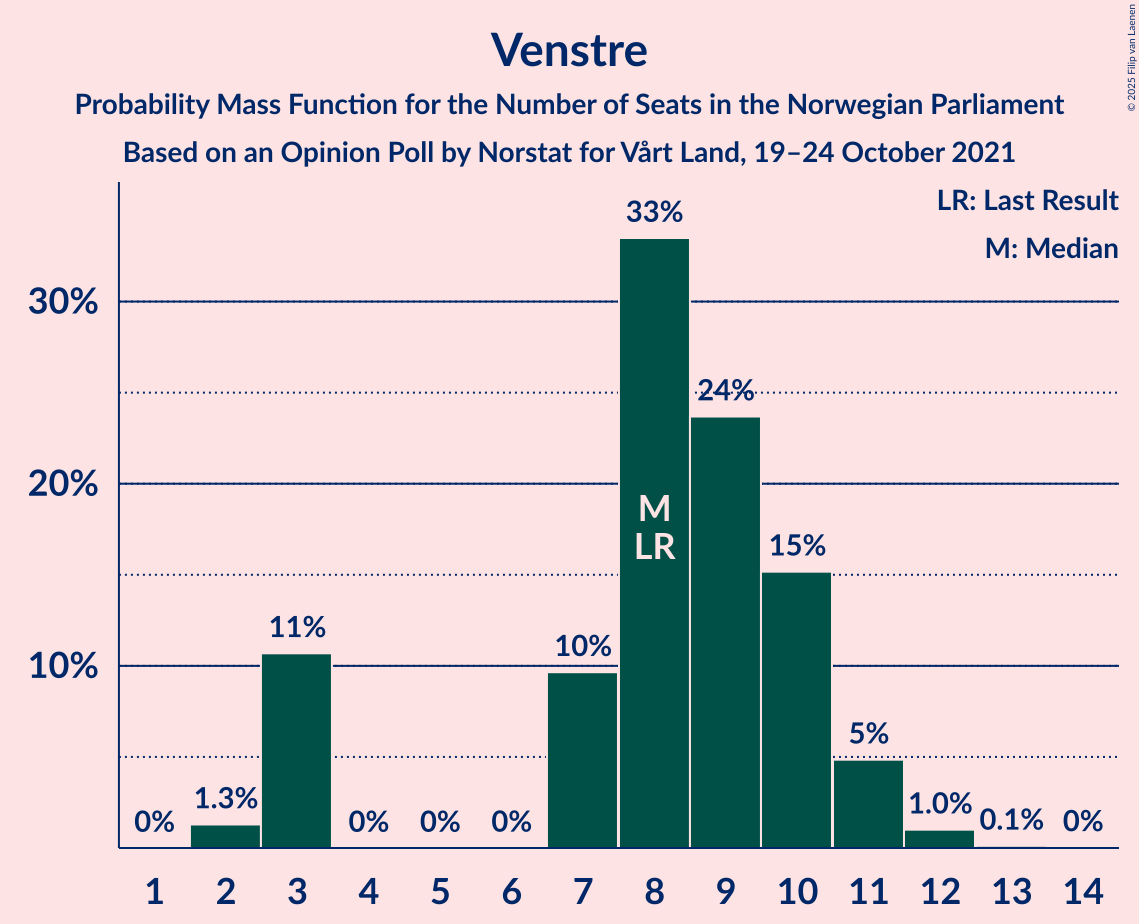 Venstre
Probability Mass Function for the Number of Seats in the Norwegian Parliament
Based on an Opinion Poll by Norstat for Vårt Land, 19–24 October 2021
© 2025 Filip van Laenen
LR: Last Result
M: Median
30%
20%
10%
0%
1.3%
11%
0%
0%
0%
10%
33%
24%
15%
5%
1.0%
0.1%
0%
M
LR
1 2 3 4 5 6 7 8 9 10 11 12 13 14